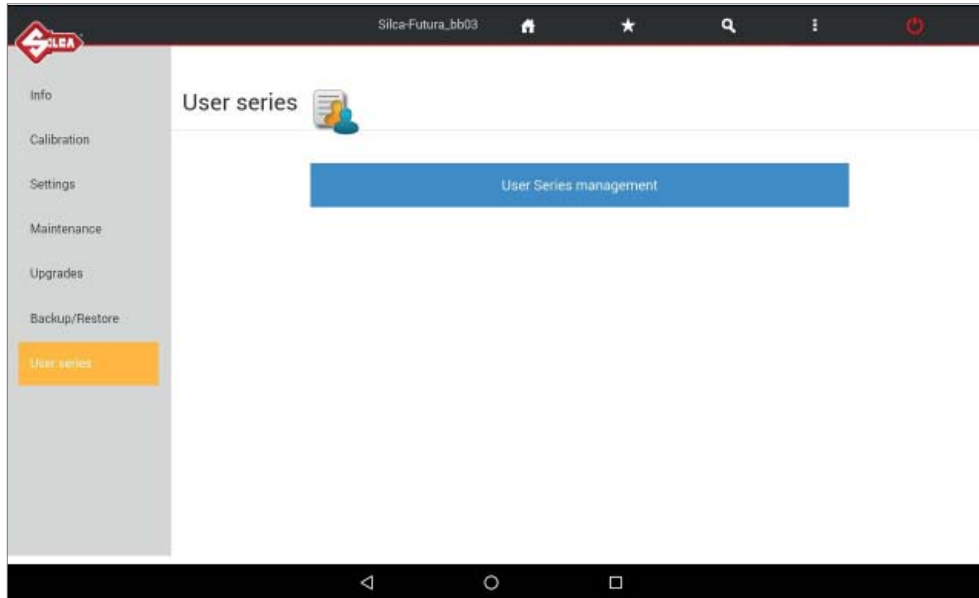 SILCA
Silca-Futura_bb03
Info
User series
Calibration
User Series management
Settings
Maintenance
Upgrades
Backup/Restore
User series